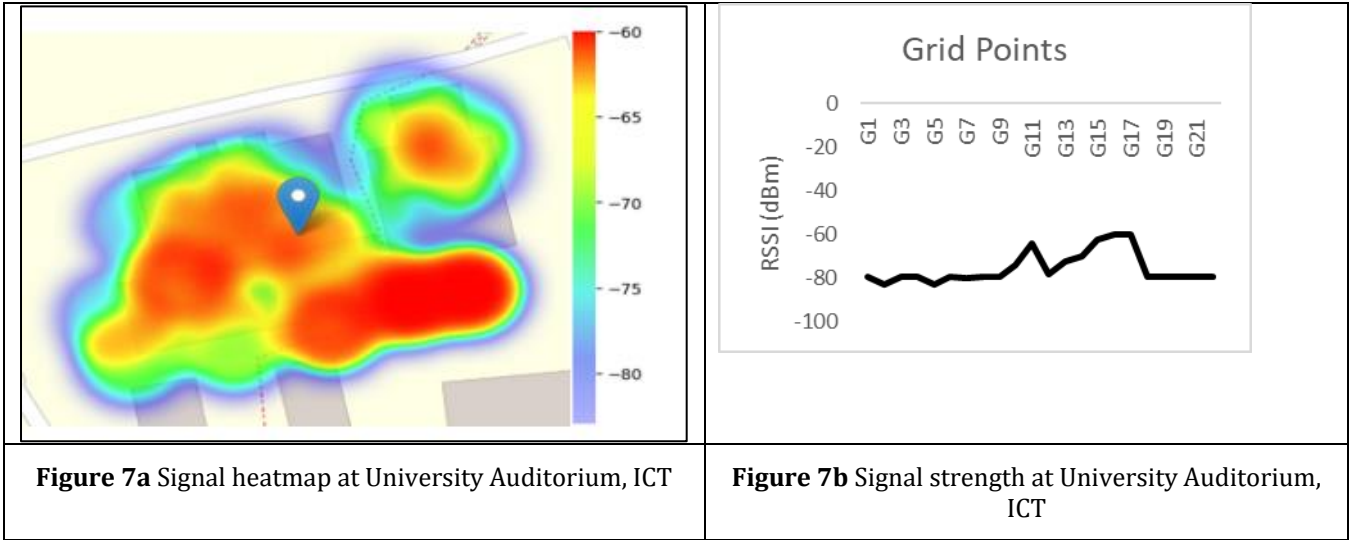 −60
−65
−70
−75
−80
Grid Points
RSSI (dBm)
0
-20
-40
-60
-80
-100
G1
G3
G5
G7
G9
G11
G13
G15
G17
G19
G21
Figure 7a Signal heatmap at University Auditorium, ICT
Figure 7b Signal strength at University Auditorium,
ICT